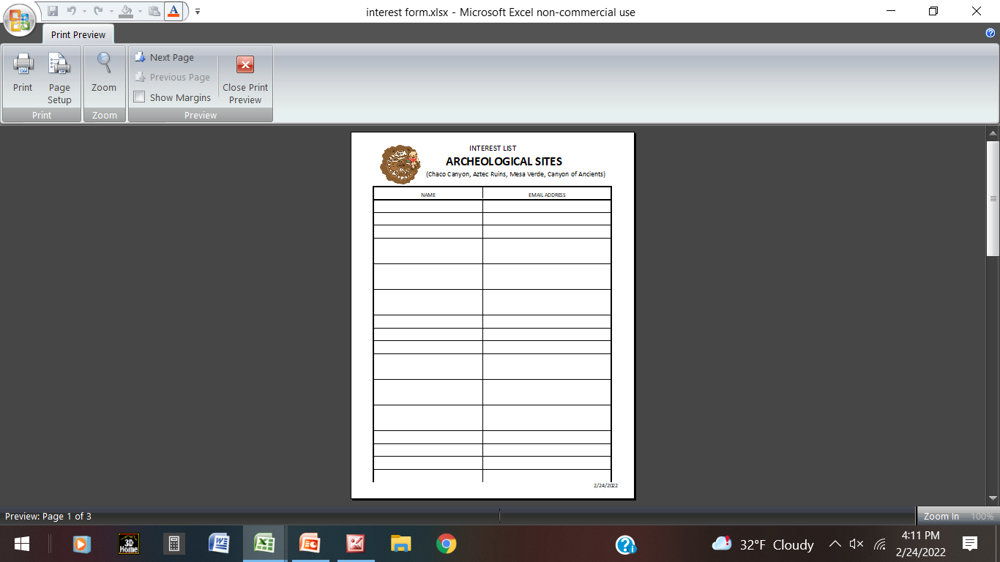 interest form.xlsx - Microsoft Excel non-commercial use
Print Preview
Print
Page Setup
Zoom
Next Page
Previous Page
Show Margins
Close Print Preview
Print
Zoom
Preview
INTEREST LIST
ARCHEOLOGICAL SITES
(Chaco Canyon, Aztec Ruins, Mesa Verde, Canyon of Ancients)
NAME EMAIL ADDRESS
2/24/2022
Preview: Page 1 of 3
Zoom In 100%
3D Home
32°F Cloudy
4:11 PM
2/24/2022